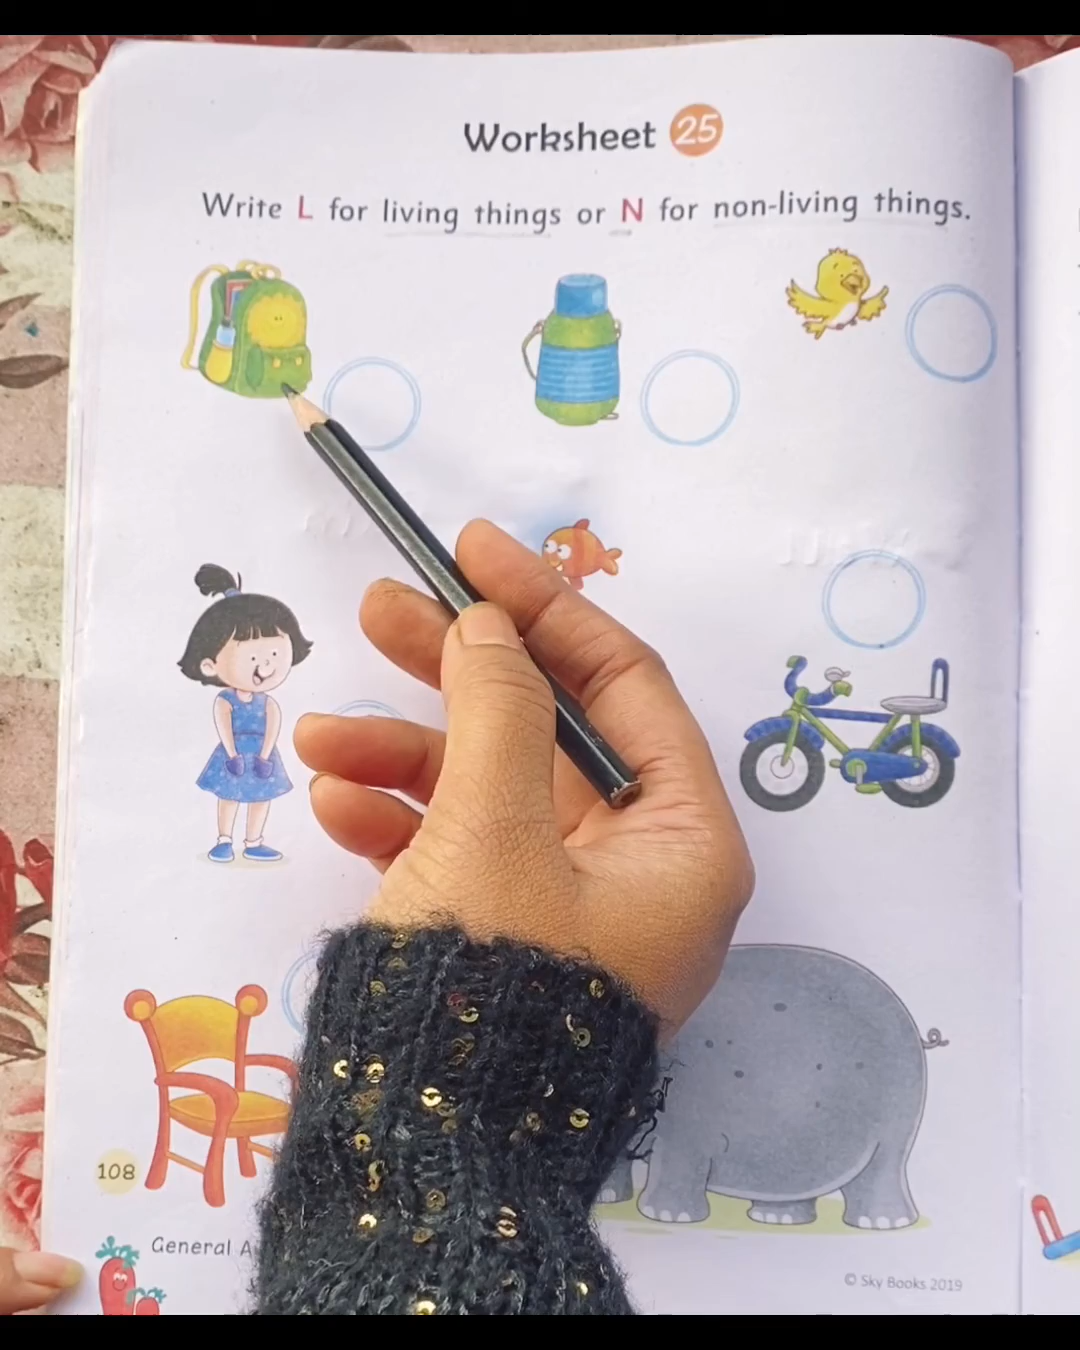 Worksheet 25
Write L for living things or N for non-living things.
108
General
© Sky Books 2019